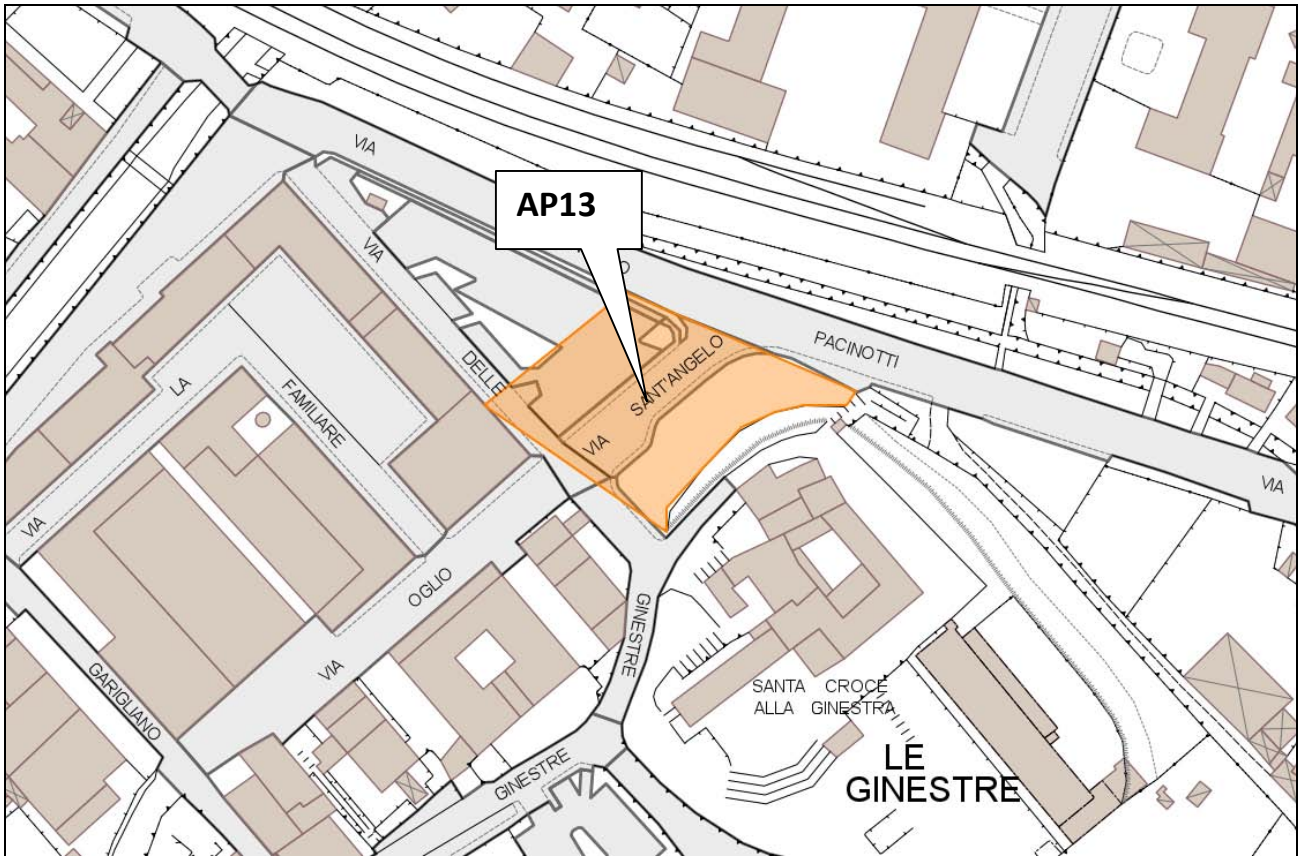 VIA
AP13
O
VIA
PACINOTTI
SANT'ANGELO
DELLE
LA
FAMILIARE
VIA
VIA
VIA
OGLIO
VIA
GINESTRE
GARIGLIANO
SANTA CROCE
ALLA GINESTRA
LE
GINESTRE
GINESTRE